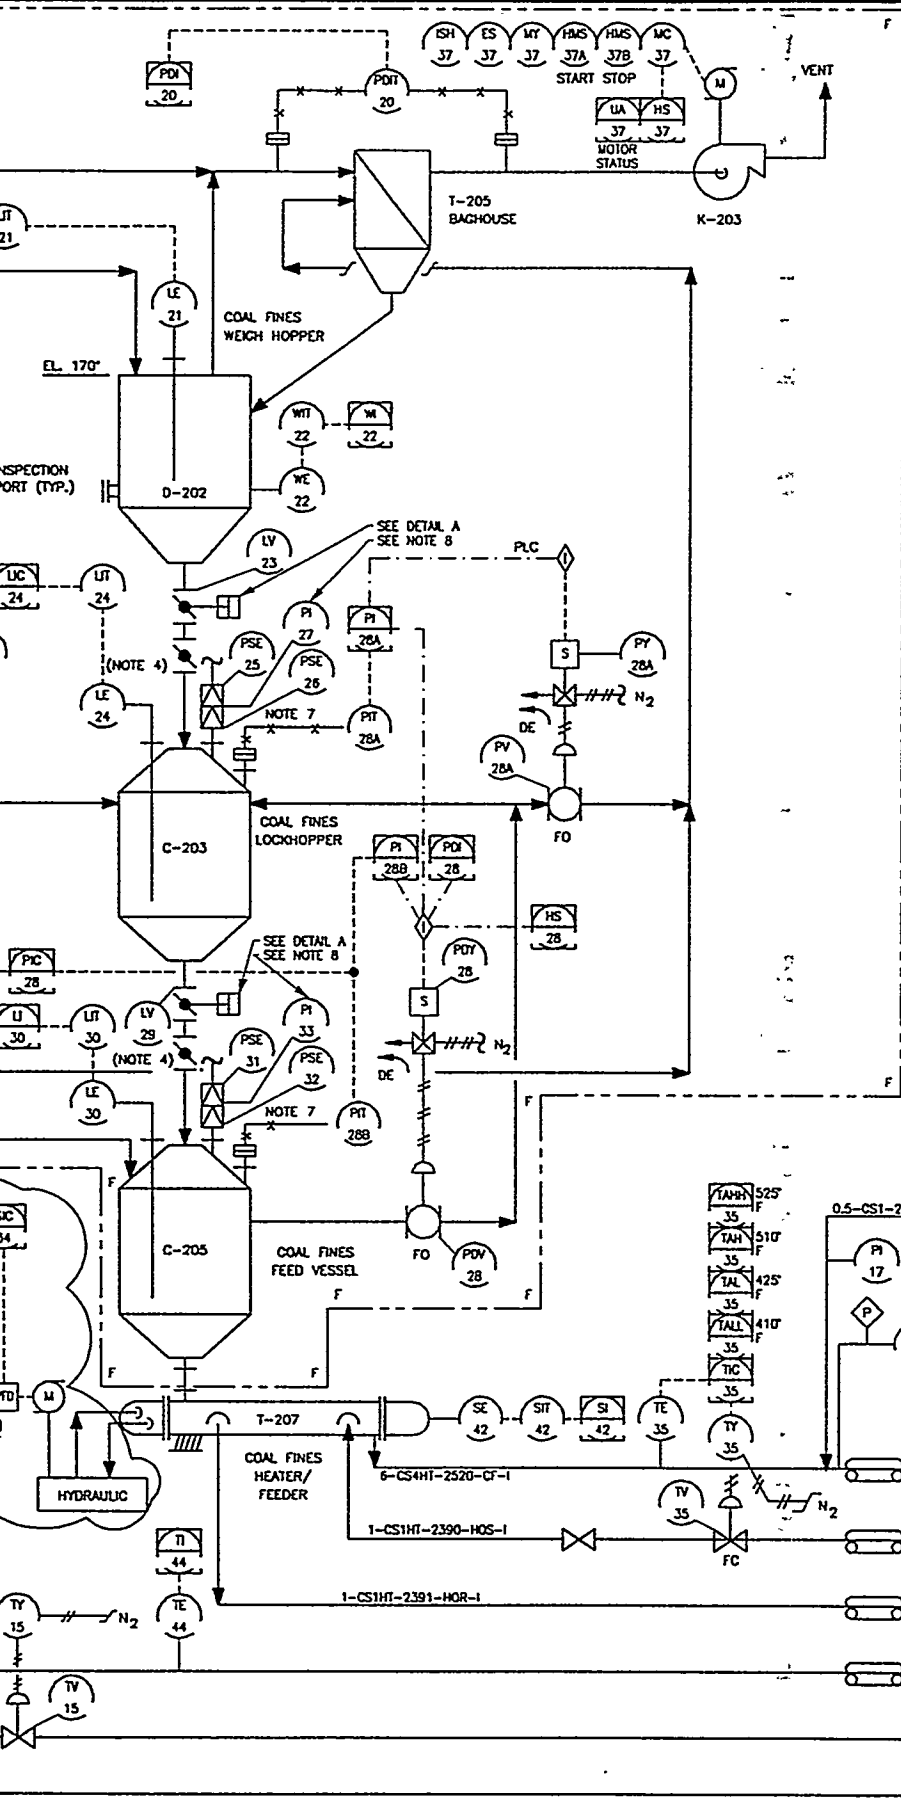 F
ISH
37
ES
37
MY
37
HMS
37A
HMS
37B
MC
37
START STOP
M
VENT
PDI
20
PDIT
20
UA
37
HS
37
MOTOR
STATUS
K-203
T-205
BAGHOUSE
21
LE
21
COAL FINES
WEIGH HOPPER
EL. 170'
WIT
22
WI
22
WE
22
D-202
NSPECTION
PORT (TYP.)
SEE DETAIL A
SEE NOTE 8
LV
23
PLC
I
LIC
24
LIT
24
PI
27
PI
28A
PSE
25
PSE
26
S
PY
28A
(NOTE 4)
LE
24
N2
DE
NOTE 7
PIT
28A
PV
28A
FO
COAL FINES
LOCKHOPPER
C-203
PI
28B
PDI
28
I
HS
28
SEE DETAIL A
SEE NOTE 8
PIC
28
PDY
28
S
LI
30
LIT
30
LV
29
PI
33
PSE
31
PSE
32
N2
(NOTE 4)
DE
LE
30
NOTE 7
PIT
28B
F
F
F
C-205
COAL FINES
FEED VESSEL
FO
PDV
28
TAHH
35
525°
F
TAH
35
510°
F
TAL
35
425°
F
TALL
35
410°
F
TIC
35
0.5-CS1-2
PI
17
P
F
F
F
F
M
T-207
SE
42
SIT
42
SI
42
TE
35
TY
35
COAL FINES
HEATER/
FEEDER
6-CS4HT-2520-CF-I
HYDRAULIC
N2
TV
35
FC
1-CS1HT-2390-HOS-I
TI
44
1-CS1HT-2391-HOR-I
TY
15
N2
TE
44
TV
15